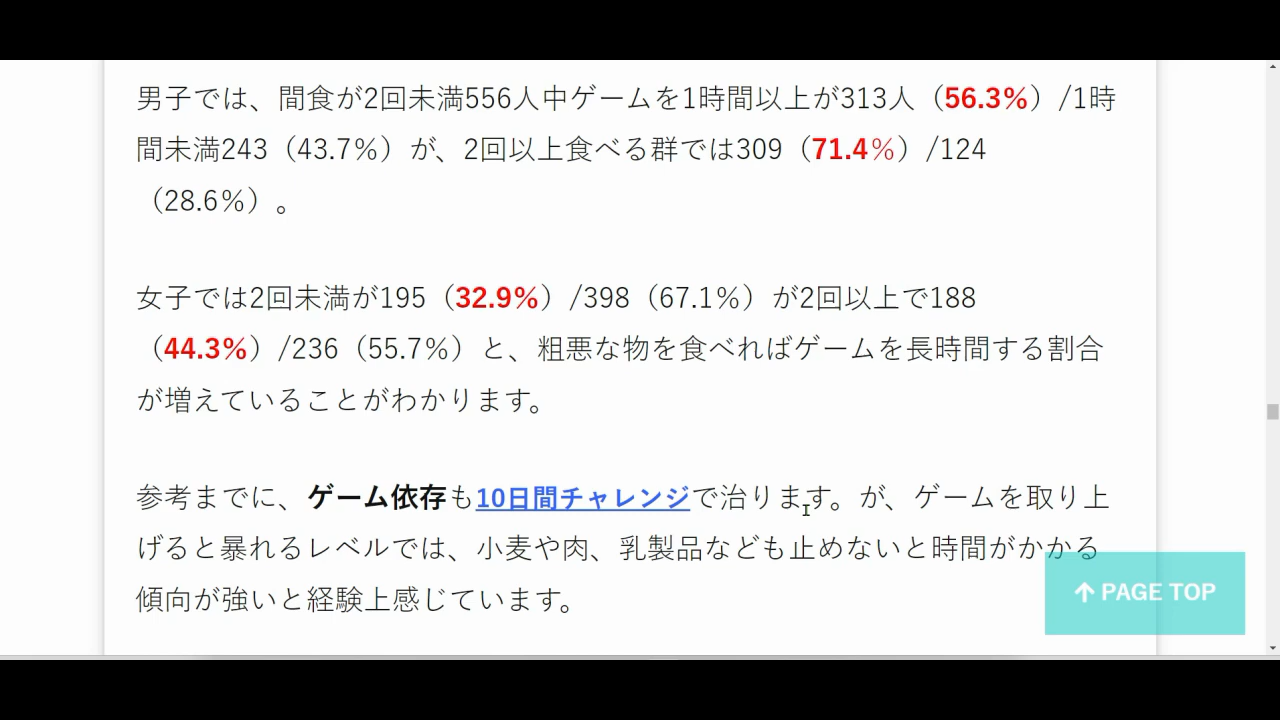 男子では、間食が2回未満556人中ゲームを1時間以上が313人（56.3%）/1時
間未満243（43.7％）が、2回以上食べる群では309（71.4％）/124
（28.6％）。
女子では2回未満が195（32.9%）/398（67.1％）が2回以上で188
（44.3%）/236（55.7％）と、粗悪な物を食べればゲームを長時間する割合
が増えていることがわかります。
参考までに、ゲーム依存も10日間チャレンジで治ります。が、ゲームを取り上
げると暴れるレベルでは、小麦や肉、乳製品なども止めないと時間がかかる
傾向が強いと経験上感じています。
↑ PAGE TOP